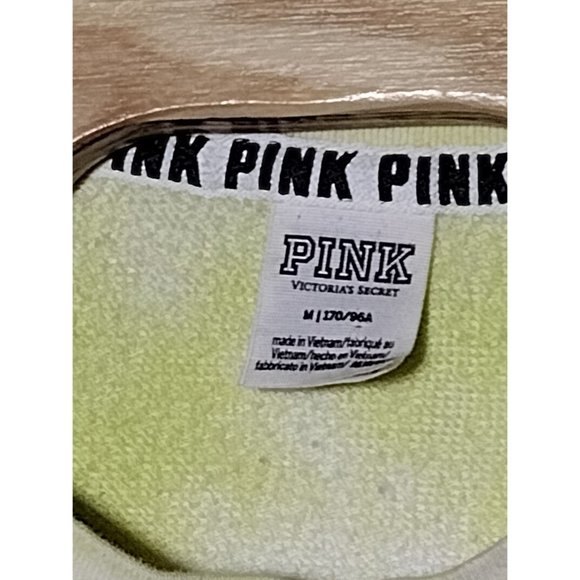 PINK PINK
PINK
VICTORIA'S SECRET
M | 170/96A
made in Vietnam/fabriqué au
Vietnam/hecho en Vietnam/
fabbricato in Vietnam/